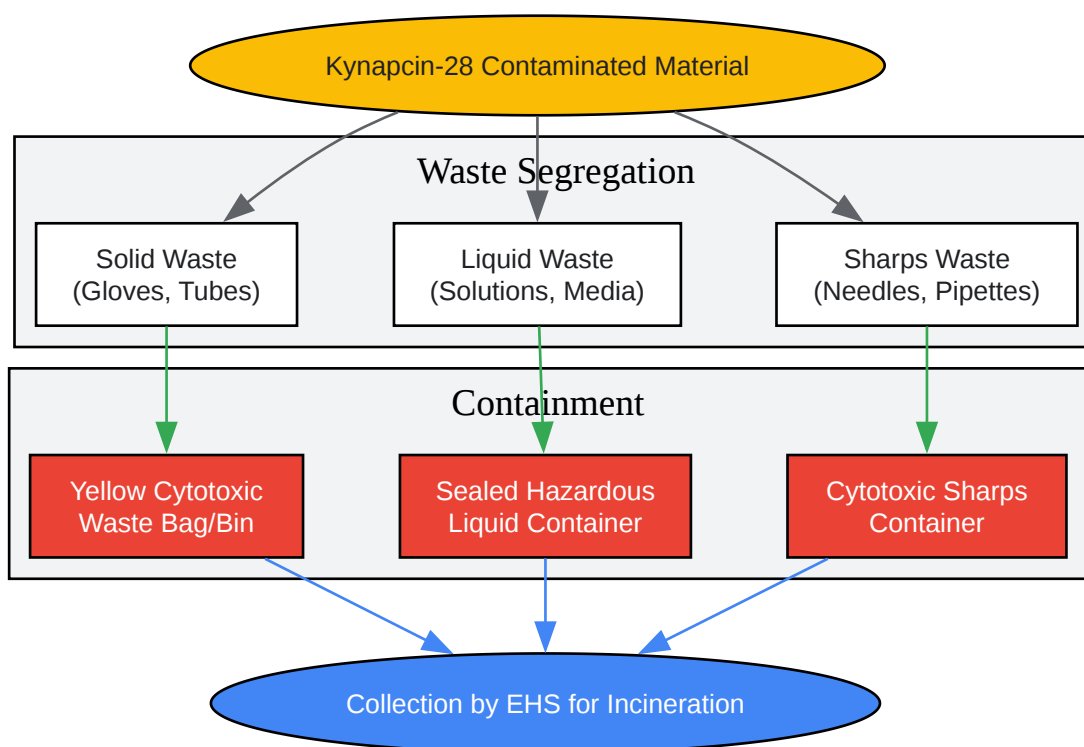 Kynapcin-28 Contaminated Material
Waste Segregation
Solid Waste
(Gloves, Tubes)
Liquid Waste
(Solutions, Media)
Sharps Waste
(Needles, Pipettes)
Containment
Yellow Cytotoxic
Waste Bag/Bin
Sealed Hazardous
Liquid Container
Cytotoxic Sharps
Container
Collection by EHS for Incineration